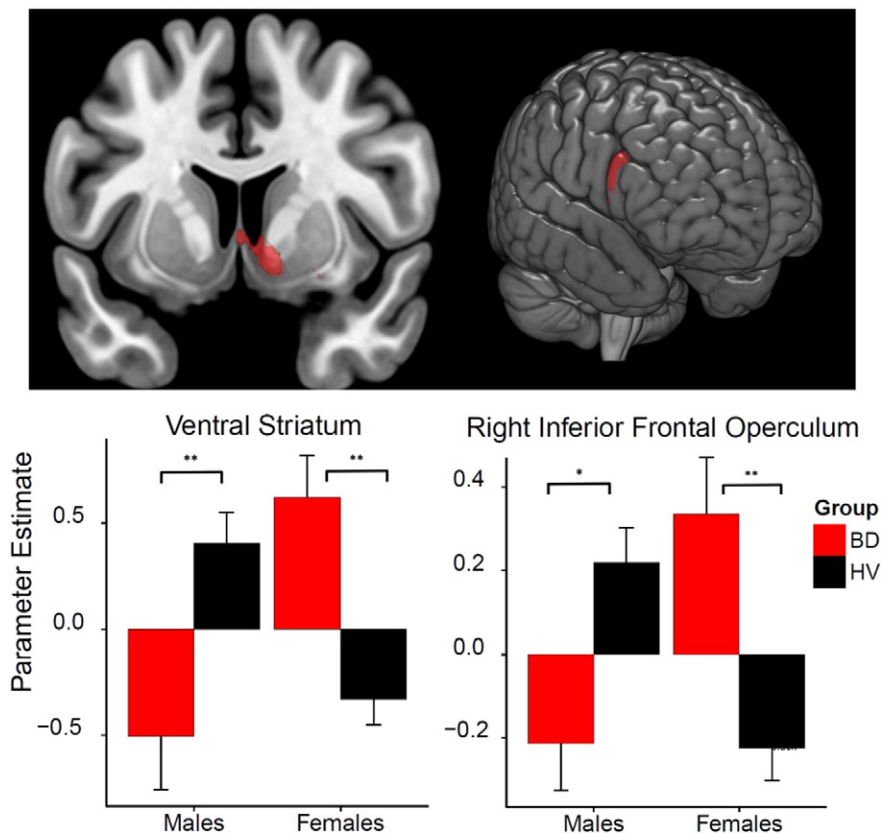 Ventral Striatum
Right Inferior Frontal Operculum
Parameter Estimate
0.5
0.0
−0.5
**
**
Males
Females
0.4
0.2
0.0
−0.2
*
**
Males
Females
Group
BD
HV